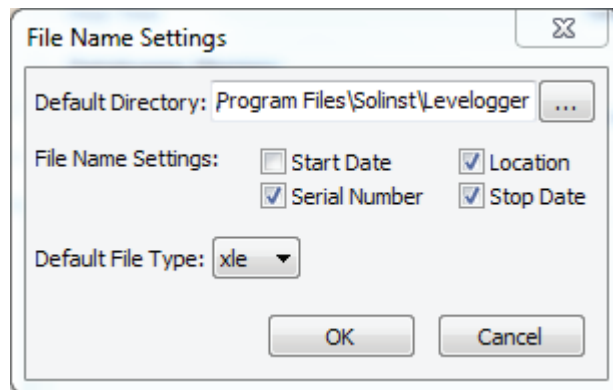 File Name Settings
Default Directory: Program Files\Solinst\Levelogger ...
File Name Settings: Start Date Location
Serial Number Stop Date
Default File Type: xle
OK Cancel